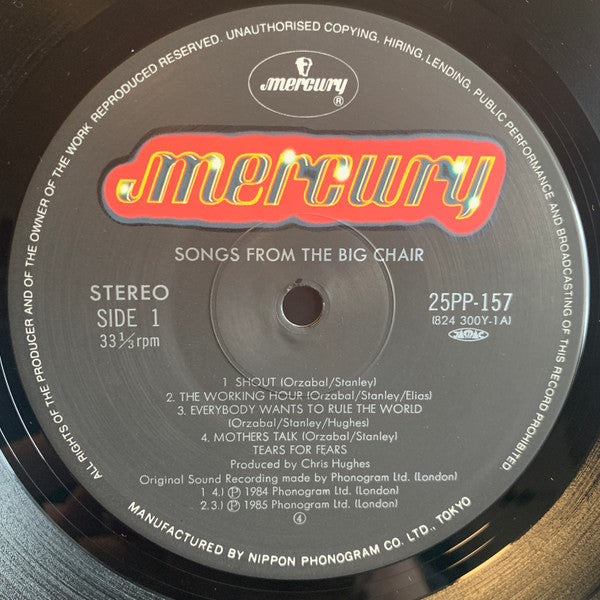 ALL RIGHTS OF THE PRODUCER AND OF THE OWNER OF THE WORK REPRODUCED RESERVED. UNAUTHORISED COPYING, HIRING, LENDING, PUBLIC PERFORMANCE AND BROADCASTING OF THIS RECORD PROHIBITED
mercury
®
mercury
SONGS FROM THE BIG CHAIR
STEREO
SIDE 1
33 1/3 rpm
25PP-157
(824 300Y-1A)
JASRAC
1. SHOUT (Orzabal/Stanley)
2. THE WORKING HOUR (Orzabal/Stanley/Elias)
3. EVERYBODY WANTS TO RULE THE WORLD
(Orzabal/Stanley/Hughes)
4. MOTHERS TALK (Orzabal/Stanley)
TEARS FOR FEARS
Produced by Chris Hughes
Original Sound Recording made by Phonogram Ltd. (London)
1 4.) Ⓟ 1984 Phonogram Ltd. (London)
2.3.) Ⓟ 1985 Phonogram Ltd. (London)
④
MANUFACTURED BY NIPPON PHONOGRAM CO. LTD., TOKYO